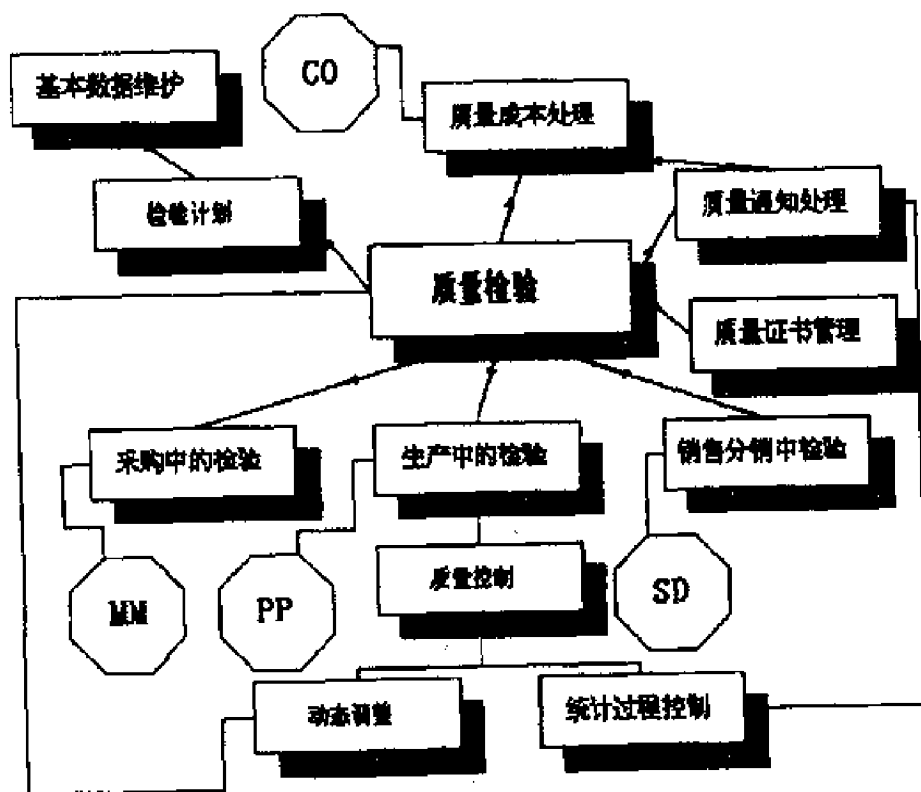 CO
基本数据维护
质量成本处理
检验计划
质量通知处理
质量检验
质量证书管理
采购中的检验
生产中的检验
销售分销中检验
MM
PP
质量控制
SD
动态调整
统计过程控制